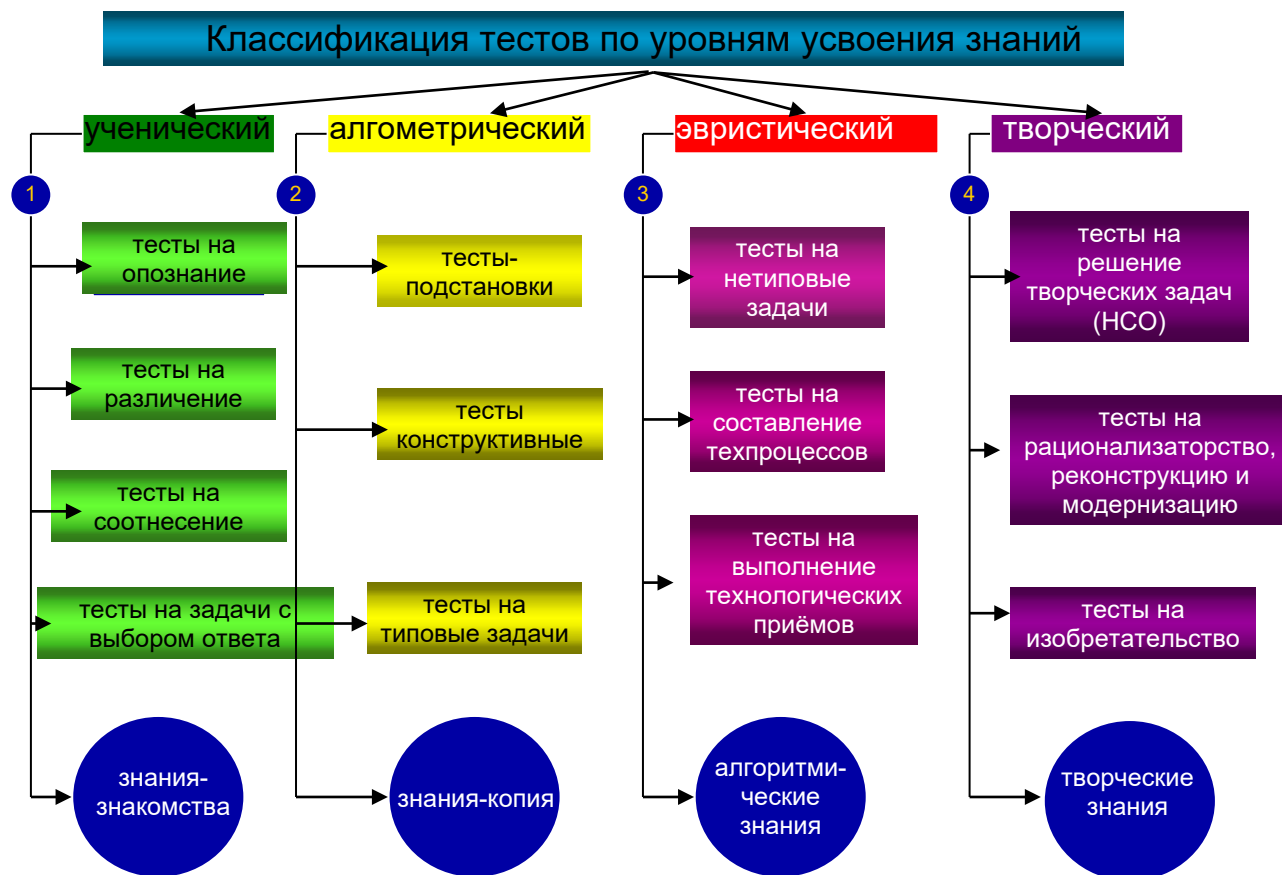 Классификация тестов по уровням усвоения знаний
ученический
алгометрический
эвристический
творческий
1
2
3
4
тесты на
опознание
тесты на
различение
тесты на
соотнесение
тесты на задачи с
выбором ответа
знания-
знакомства
тесты-
подстановки
тесты
конструктивные
тесты на
типовые задачи
знания-копия
тесты на
нетиповые
задачи
тесты на
составление
техпроцессов
тесты на
выполнение
технологических
приёмов
алгоритми-
ческие
знания
тесты на
решение
творческих задач
(НСО)
тесты на
рационализаторство,
реконструкцию и
модернизацию
тесты на
изобретательство
творческие
знания